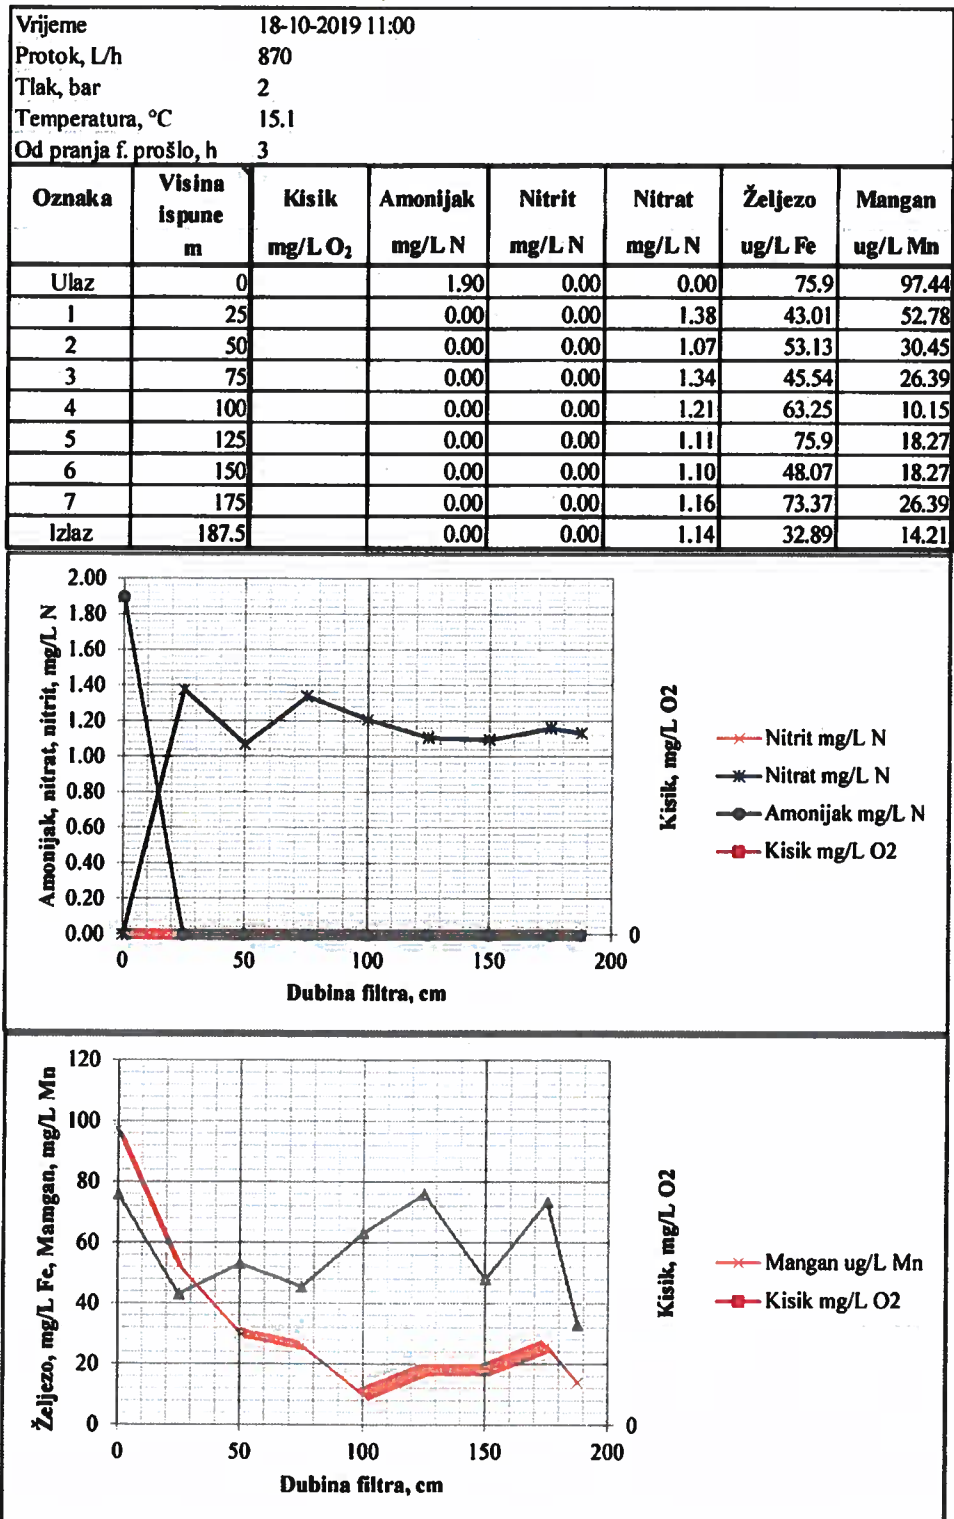 Vrijeme 18-10-2019 11:00
Protok, L/h 870
Tlak, bar 2
Temperatura, °C 15.1
Od pranja f. prošlo, h 3
Oznaka Visina ispune m Kisik mg/L O2 Amonijak mg/L N Nitrit mg/L N Nitrat mg/L N Željezo ug/L Fe Mangan ug/L Mn
Ulaz 0 1.90 0.00 0.00 75.9 97.44
1 25 0.00 0.00 1.38 43.01 52.78
2 50 0.00 0.00 1.07 53.13 30.45
3 75 0.00 0.00 1.34 45.54 26.39
4 100 0.00 0.00 1.21 63.25 10.15
5 125 0.00 0.00 1.11 75.9 18.27
6 150 0.00 0.00 1.10 48.07 18.27
7 175 0.00 0.00 1.16 73.37 26.39
Izlaz 187.5 0.00 0.00 1.14 32.89 14.21
Amonijak, nitrat, nitrit, mg/L N
2.00
1.80
1.60
1.40
1.20
1.00
0.80
0.60
0.40
0.20
0.00
0 50 100 150 200
Dubina filtra, cm
0
Kisik, mg/L O2
Nitrit mg/L N
Nitrat mg/L N
Amonijak mg/L N
Kisik mg/L O2
Željezo, mg/L Fe, Mamgan, mg/L Mn
120
100
80
60
40
20
0
0 50 100 150 200
Dubina filtra, cm
0
Kisik, mg/L O2
Mangan ug/L Mn
Kisik mg/L O2